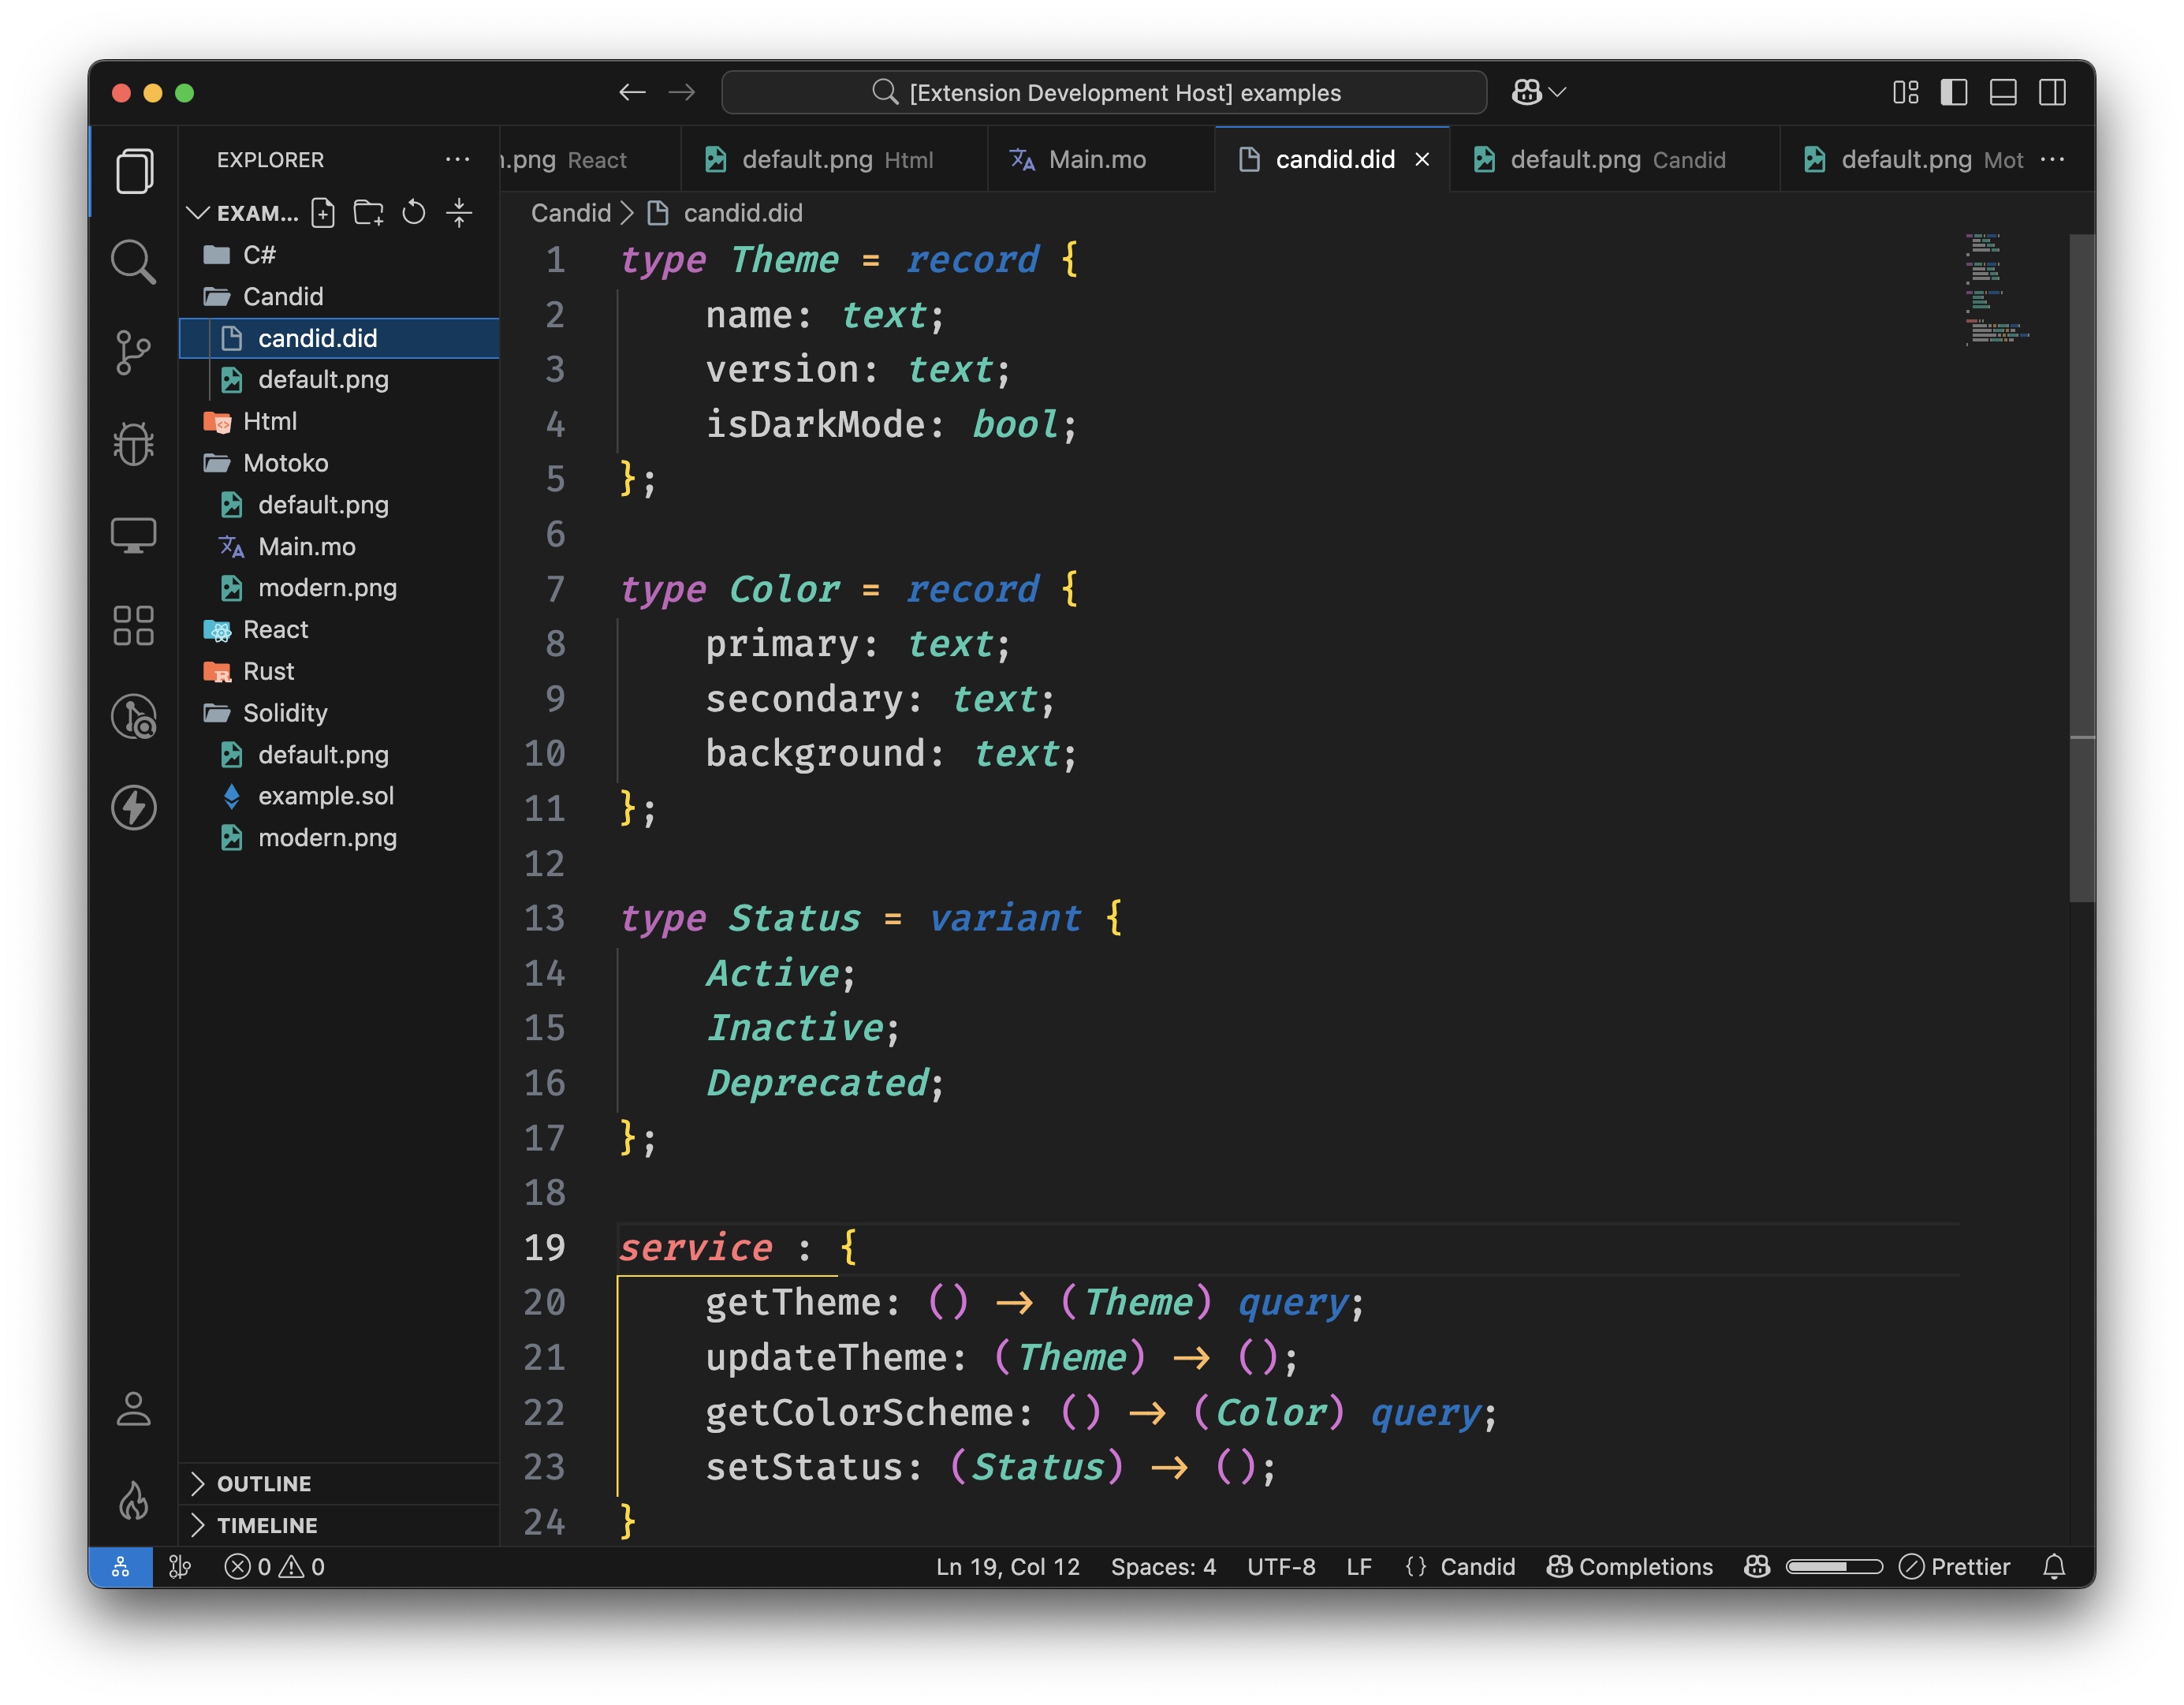 [Extension Development Host] examples
EXPLORER
.png React
default.png Html
Main.mo
candid.did
default.png Candid
default.png Mot
EXAM...
C#
Candid
candid.did
default.png
Html
Motoko
default.png
Main.mo
modern.png
React
Rust
Solidity
default.png
example.sol
modern.png
OUTLINE
TIMELINE
Candid > candid.did
1 type Theme = record {
2 name: text;
3 version: text;
4 isDarkMode: bool;
5 };
6
7 type Color = record {
8 primary: text;
9 secondary: text;
10 background: text;
11 };
12
13 type Status = variant {
14 Active;
15 Inactive;
16 Deprecated;
17 };
18
19 service : {
20 getTheme: () → (Theme) query;
21 updateTheme: (Theme) → ();
22 getColorScheme: () → (Color) query;
23 setStatus: (Status) → ();
24 }
0 0 Ln 19, Col 12 Spaces: 4 UTF-8 LF {} Candid Completions Prettier